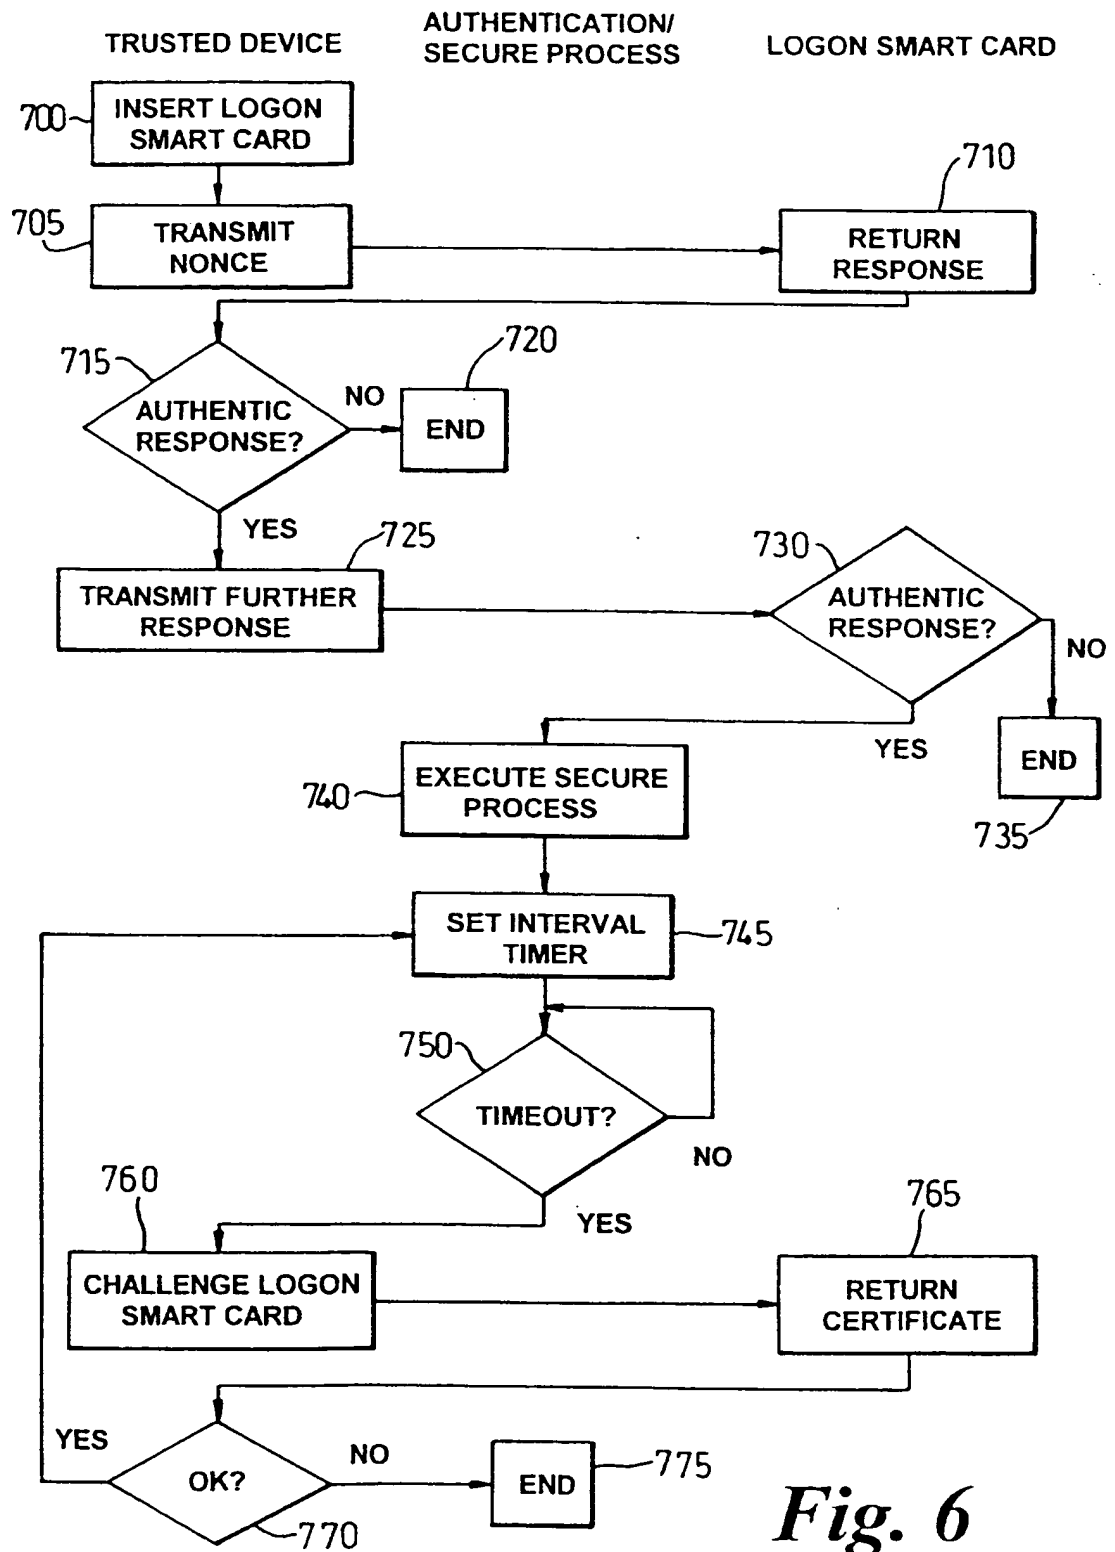 TRUSTED DEVICE
AUTHENTICATION/
SECURE PROCESS
LOGON SMART CARD
700
INSERT LOGON
SMART CARD
710
705
TRANSMIT
NONCE
RETURN
RESPONSE
715
720
AUTHENTIC
RESPONSE?
NO
END
YES
725
730
TRANSMIT FURTHER
RESPONSE
AUTHENTIC
RESPONSE?
NO
YES
END
735
740
EXECUTE SECURE
PROCESS
SET INTERVAL
TIMER
745
750
TIMEOUT?
NO
YES
760
765
CHALLENGE LOGON
SMART CARD
RETURN
CERTIFICATE
YES
OK?
NO
END
775
770
Fig. 6